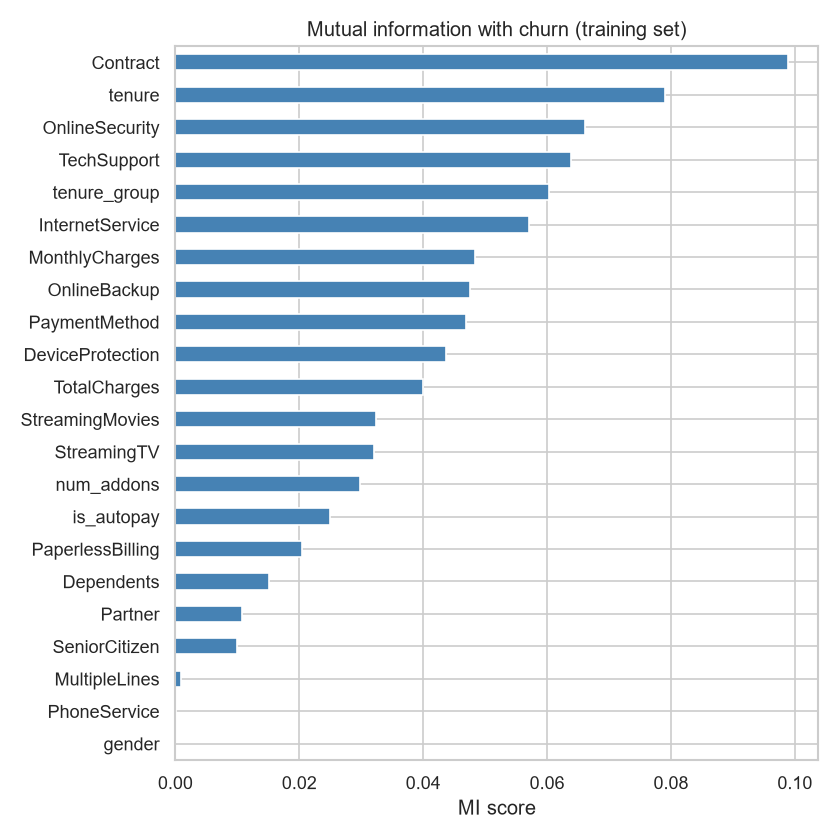 Mutual information with churn (training set)
Contract
tenure
OnlineSecurity
TechSupport
tenure_group
InternetService
MonthlyCharges
OnlineBackup
PaymentMethod
DeviceProtection
TotalCharges
StreamingMovies
StreamingTV
num_addons
is_autopay
PaperlessBilling
Dependents
Partner
SeniorCitizen
MultipleLines
PhoneService
gender
0.00 0.02 0.04 0.06 0.08 0.10
MI score